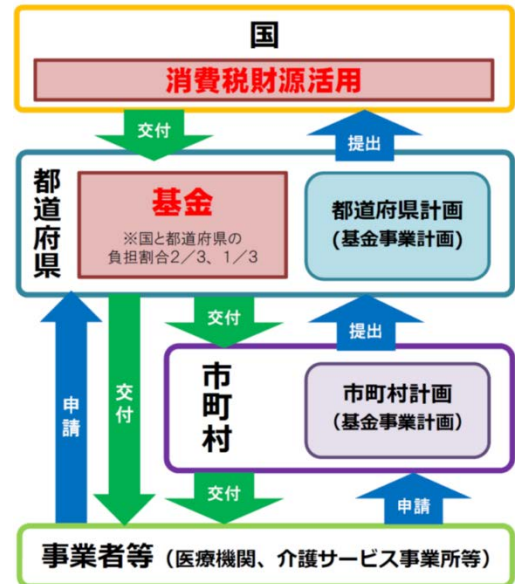 国
消費税財源活用
交付
提出
都道府県
基金
※国と都道府県の
負担割合2/3、1/3
都道府県計画
(基金事業計画)
申請
交付
交付
提出
市町村
市町村計画
(基金事業計画)
交付
申請
事業者等(医療機関、介護サービス事業所等)